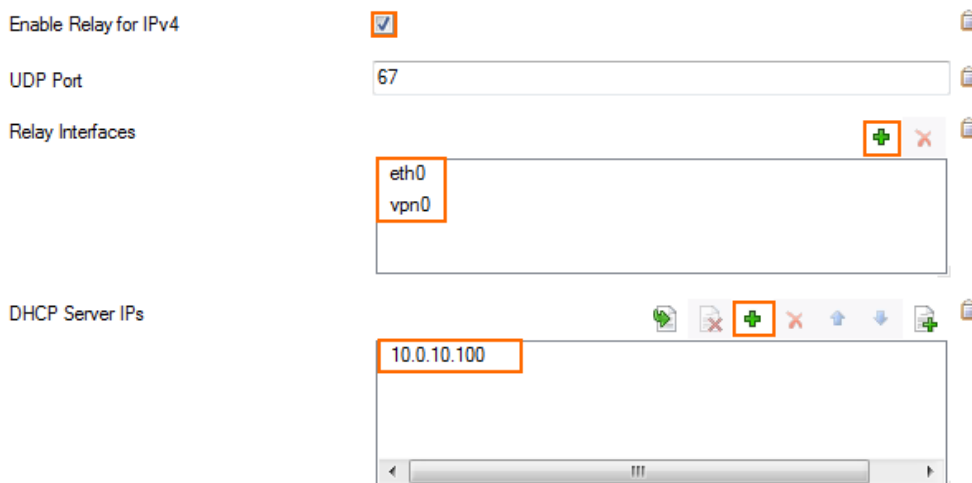 Enable Relay for IPv4
UDP Port
67
Relay Interfaces
eth0
vpn0
DHCP Server IPs
10.0.10.100